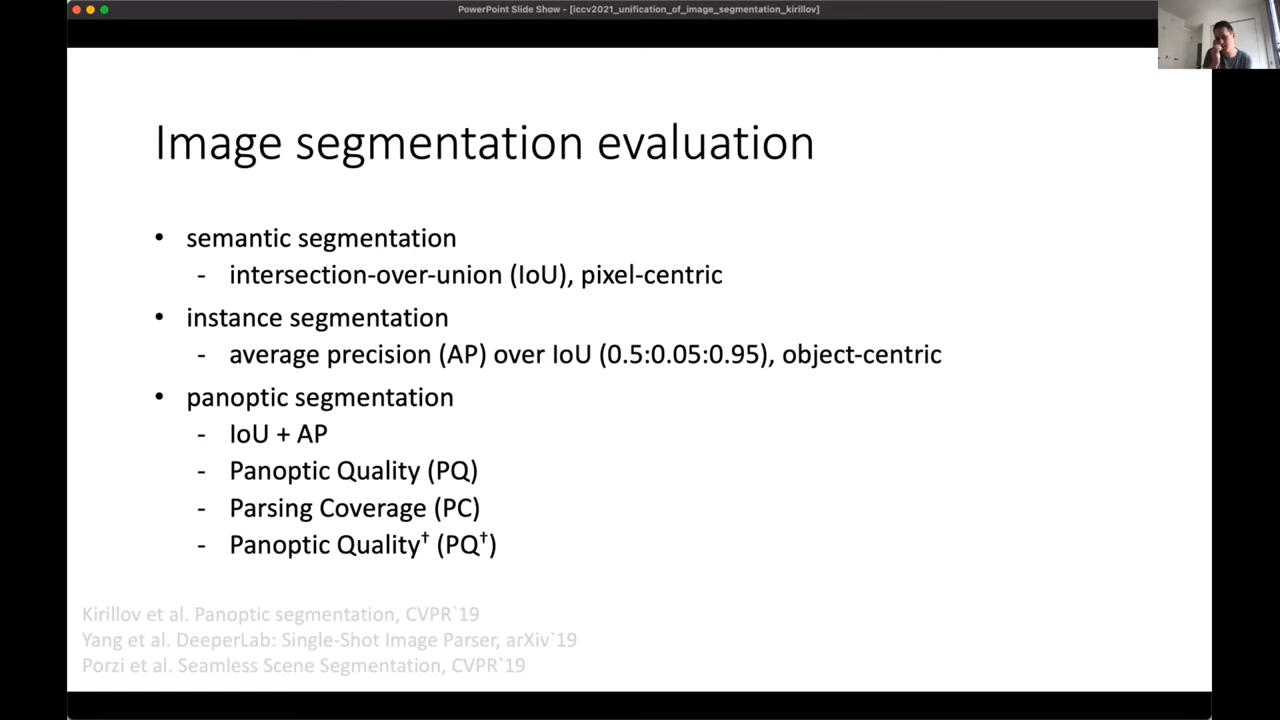 PowerPoint Slide Show - [iccv2021_unification_of_image_segmentation_kirillov]
Image segmentation evaluation
• semantic segmentation
- intersection-over-union (IoU), pixel-centric
• instance segmentation
- average precision (AP) over IoU (0.5:0.05:0.95), object-centric
• panoptic segmentation
- IoU + AP
- Panoptic Quality (PQ)
- Parsing Coverage (PC)
- Panoptic Quality† (PQ†)
Kirillov et al. Panoptic segmentation, CVPR`19
Yang et al. DeeperLab: Single-Shot Image Parser, arXiv`19
Porzi et al. Seamless Scene Segmentation, CVPR`19